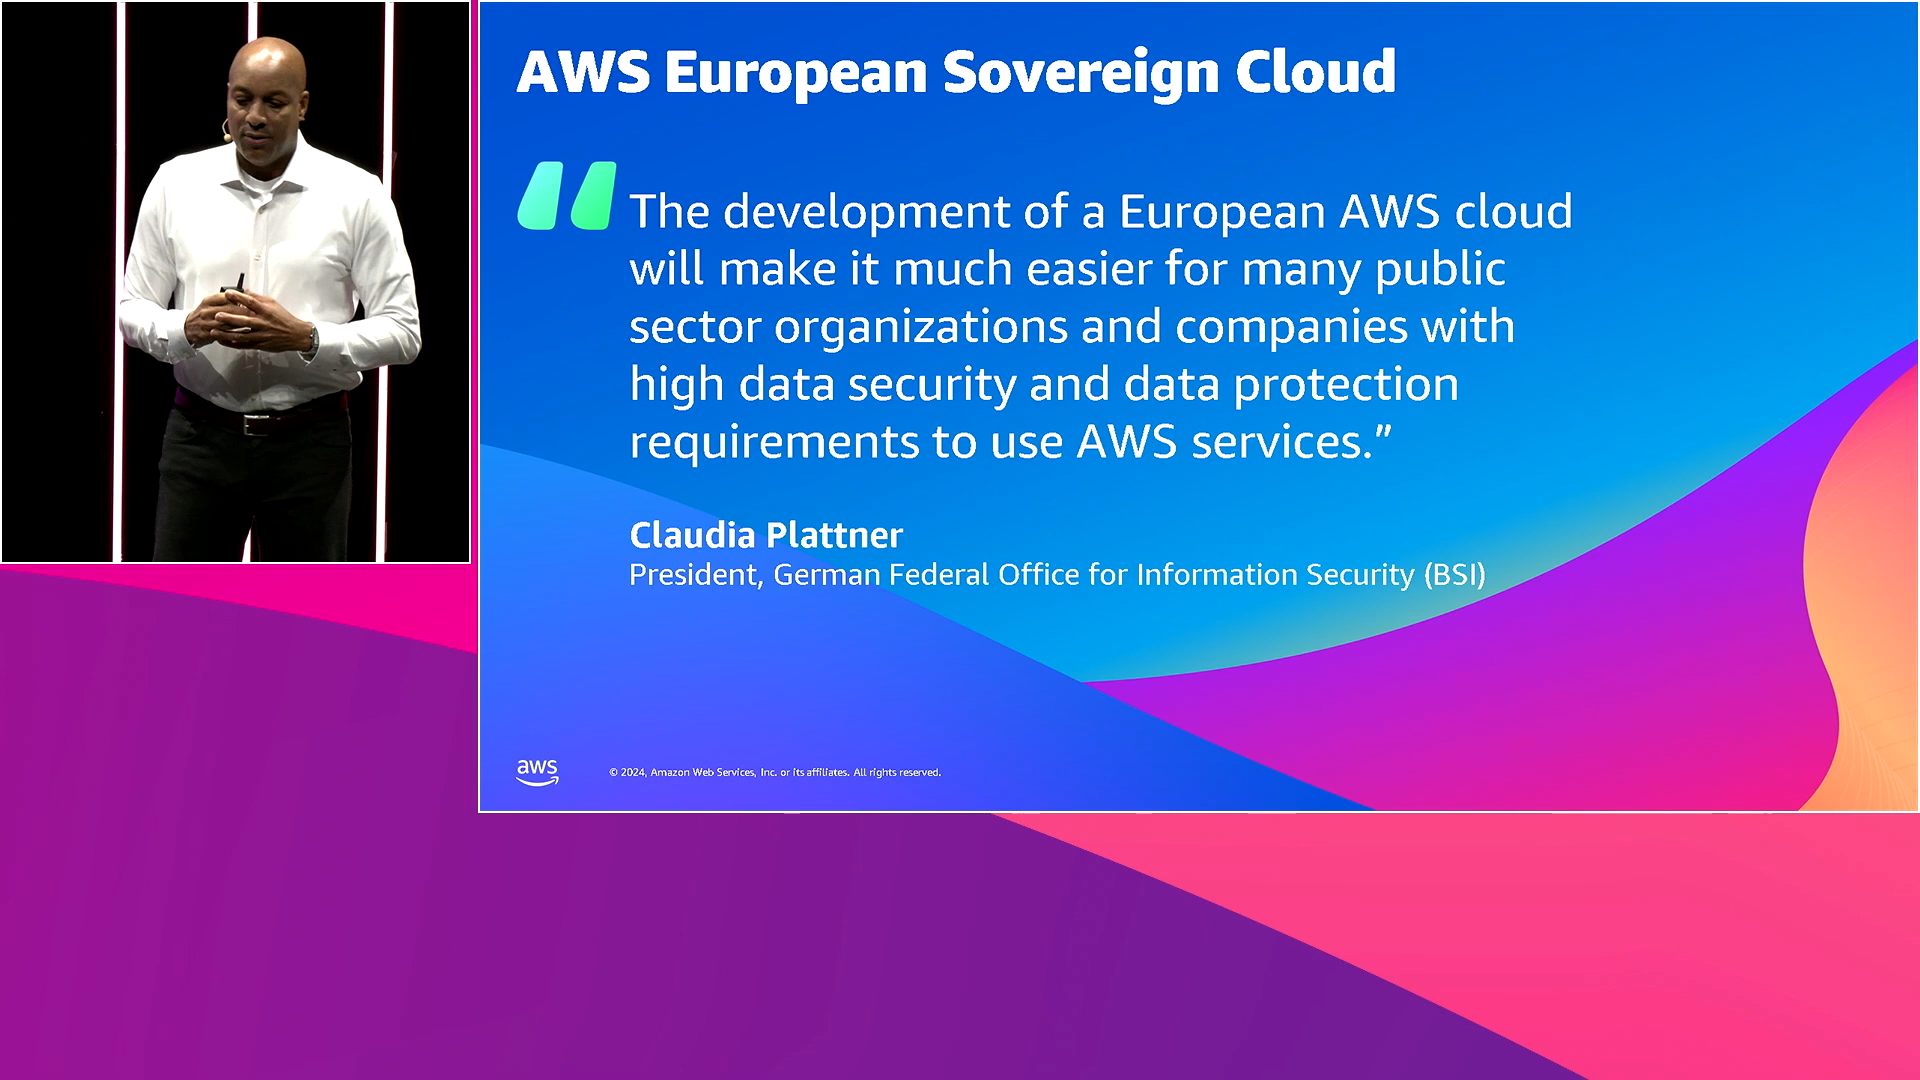 AWS European Sovereign Cloud
“The development of a European AWS cloud
will make it much easier for many public
sector organizations and companies with
high data security and data protection
requirements to use AWS services.”
Claudia Plattner
President, German Federal Office for Information Security (BSI)
aws
© 2024, Amazon Web Services, Inc. or its affiliates. All rights reserved.